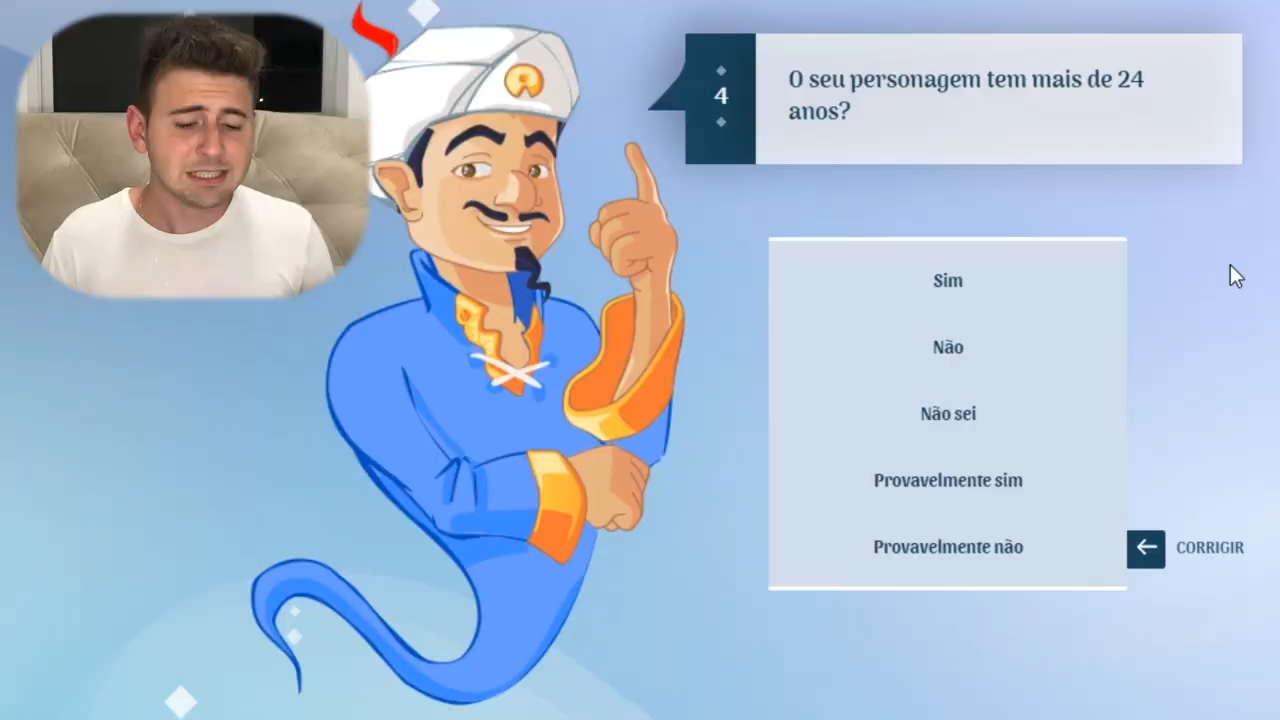 4
O seu personagem tem mais de 24
anos?
Sim
Não
Não sei
Provavelmente sim
Provavelmente não
CORRIGIR